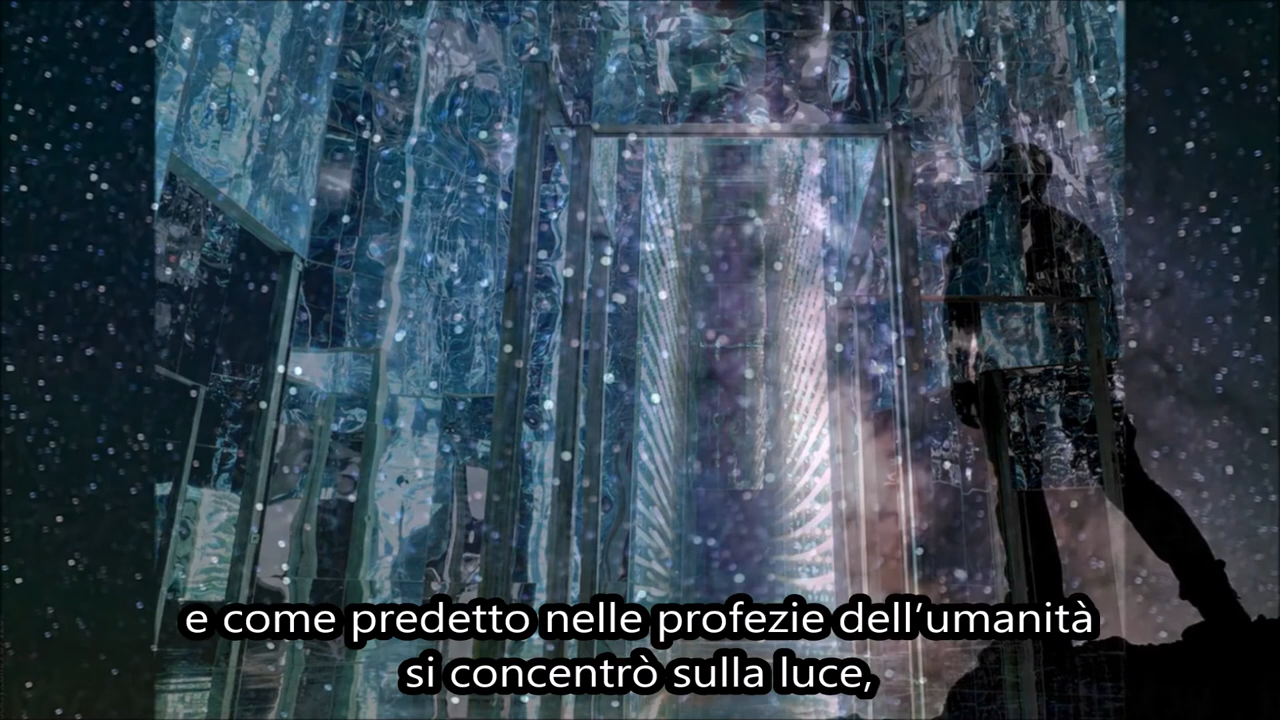 e come predetto nelle profezie dell’umanità
si concentrò sulla luce,